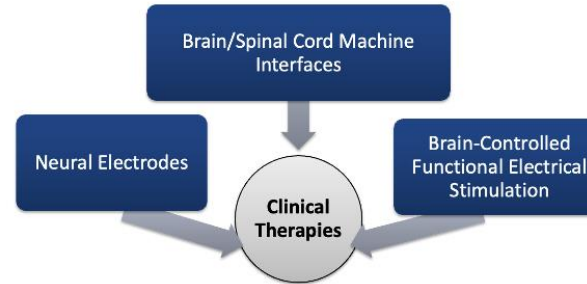 Brain/Spinal Cord Machine
Interfaces
Neural Electrodes
Brain-Controlled
Functional Electrical
Stimulation
Clinical
Therapies